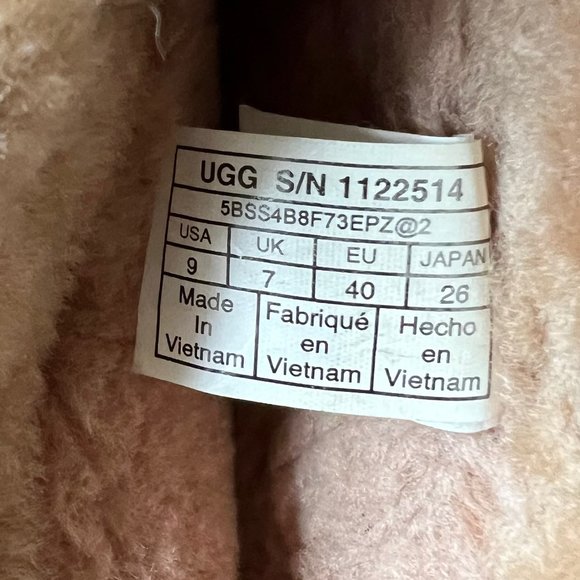 UGG S/N 1122514
5BSS4B8F73EPZ@2
USA UK EU JAPAN
9 7 40 26
Made In Vietnam
Fabriqué en Vietnam
Hecho en Vietnam